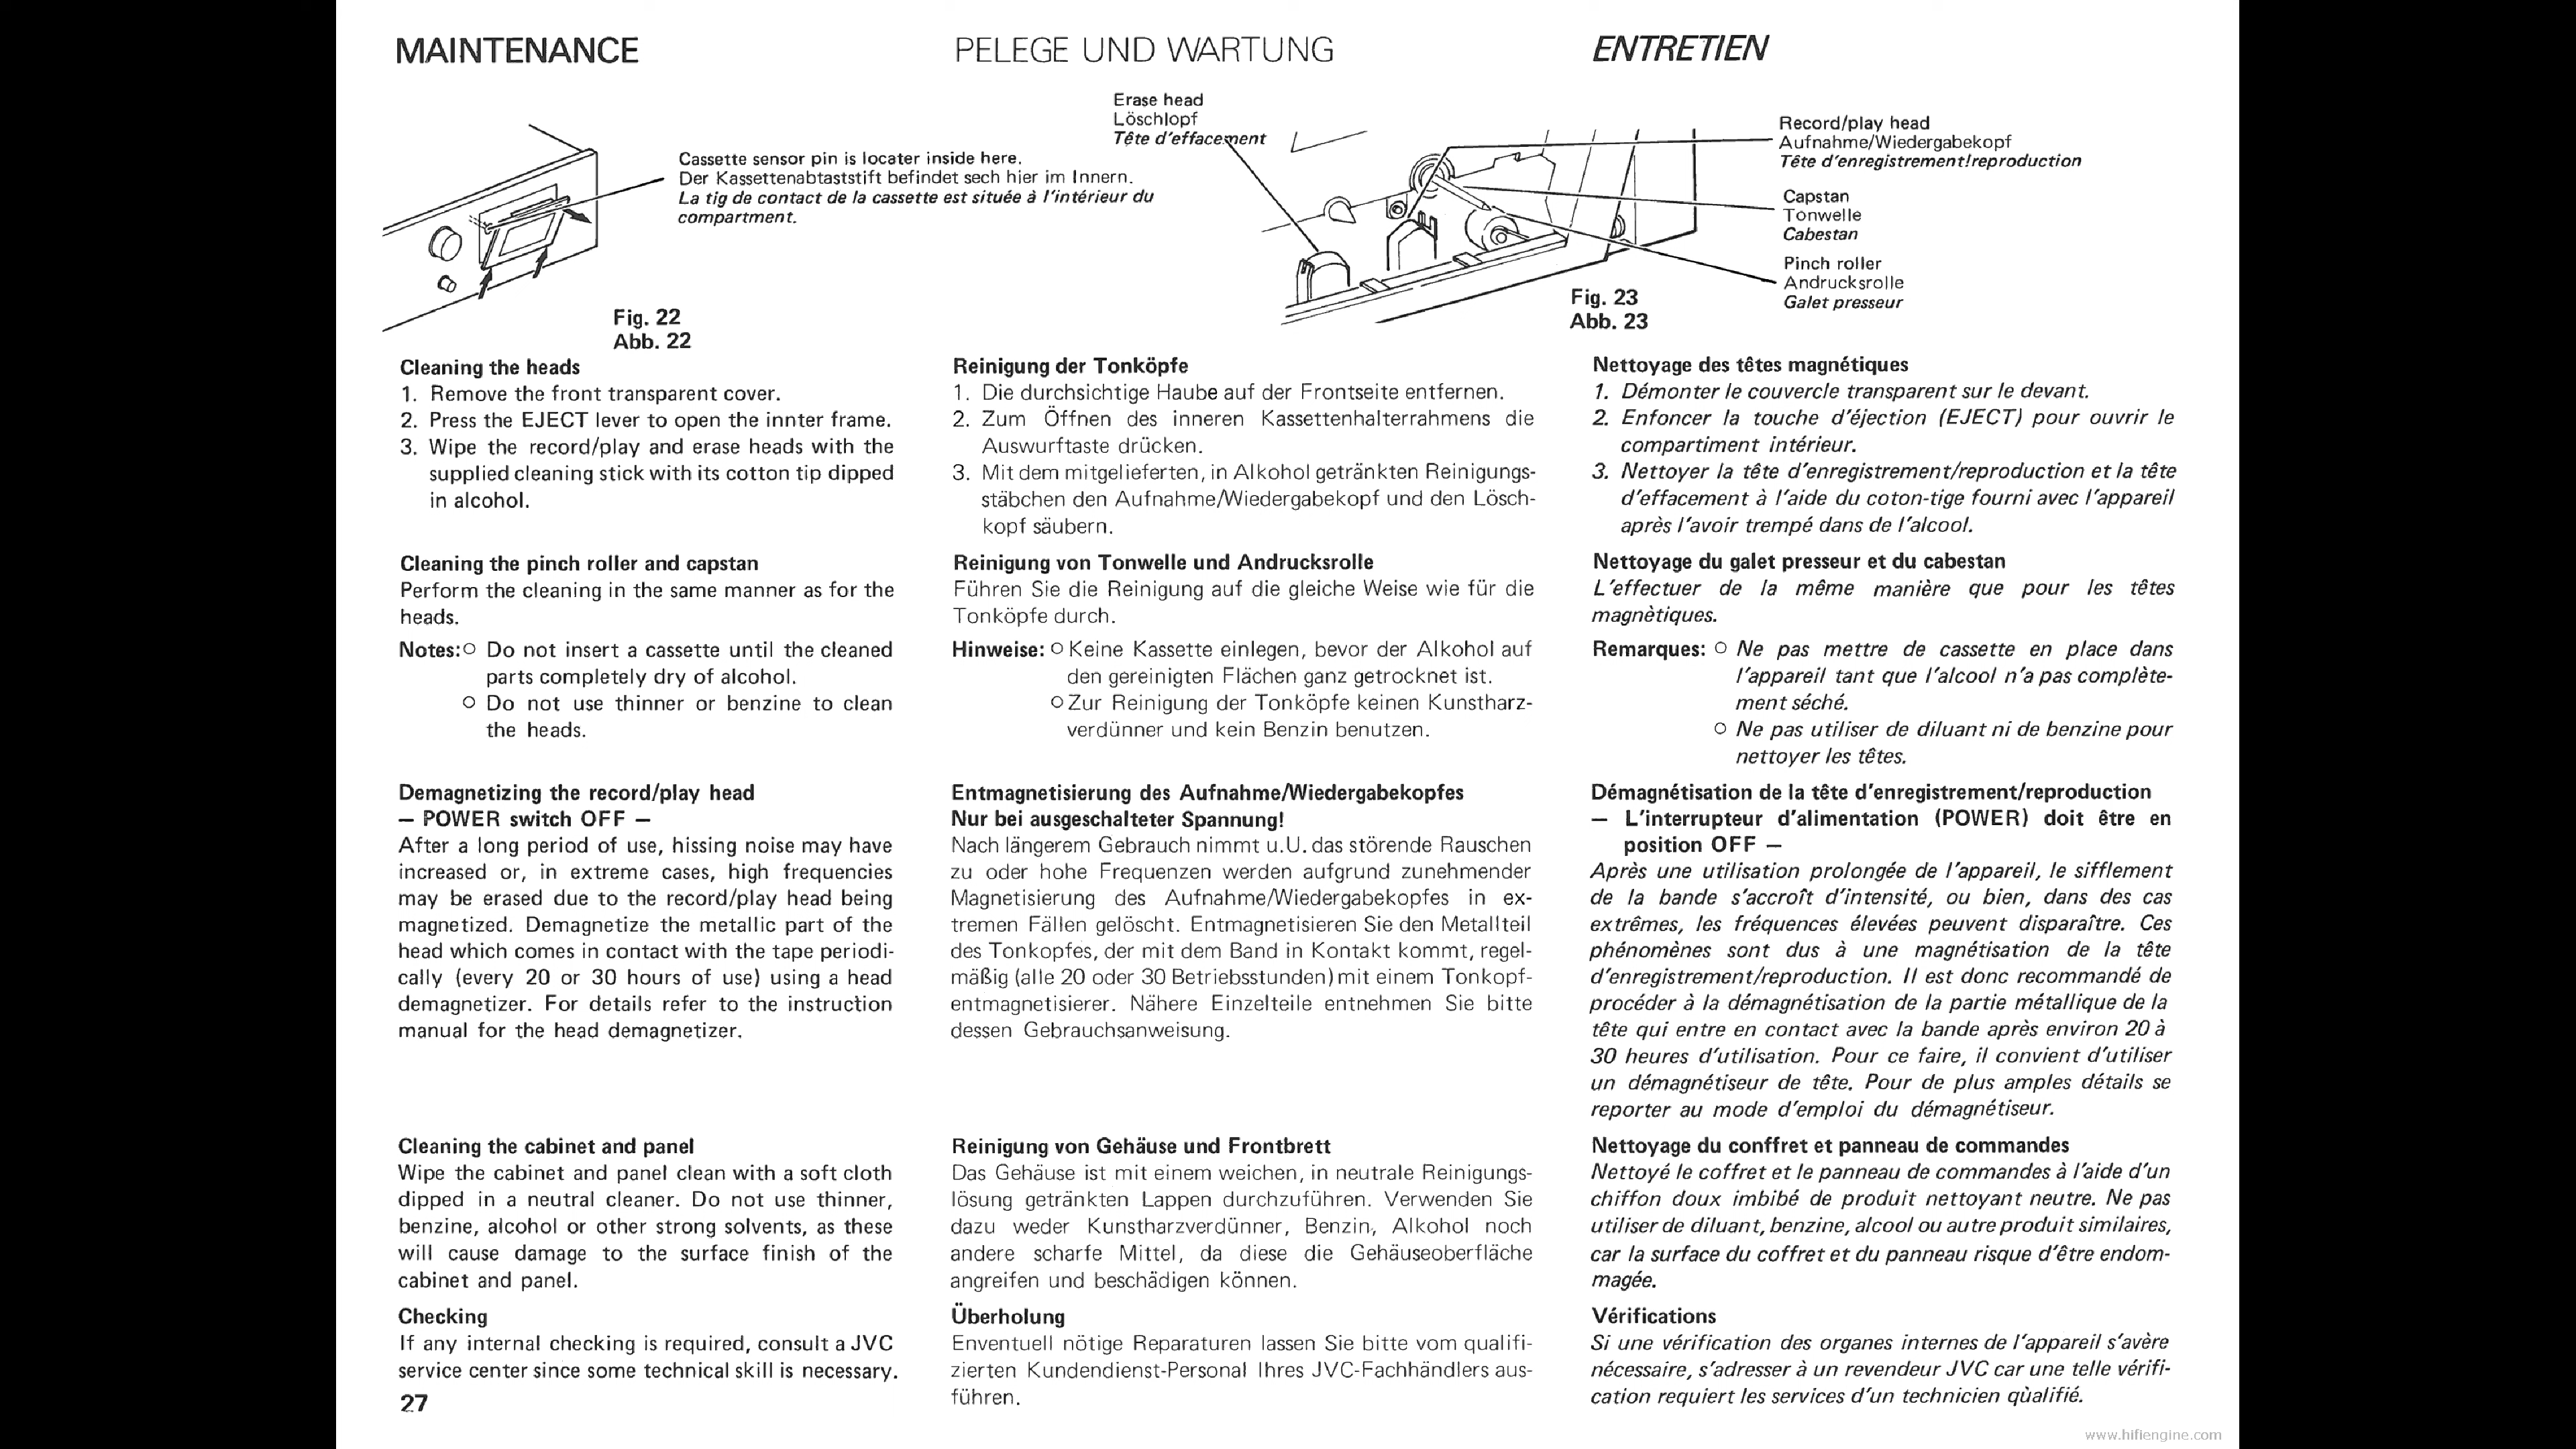 MAINTENANCE
PELEGE UND WARTUNG
ENTRETIEN
Cassette sensor pin is locater inside here.
Der Kassettenabtaststift befindet sech hier im Innern.
La tig de contact de la cassette est située à l'intérieur du
compartment.
Fig. 22
Abb. 22
Erase head
Löschlopf
Tête d'effacement
Record/play head
Aufnahme/Wiedergabekopf
Tête d'enregistrement!reproduction
Capstan
Tonwelle
Cabestan
Pinch roller
Andrucksrolle
Galet presseur
Fig. 23
Abb. 23
Cleaning the heads
1. Remove the front transparent cover.
2. Press the EJECT lever to open the innter frame.
3. Wipe the record/play and erase heads with the
supplied cleaning stick with its cotton tip dipped
in alcohol.
Cleaning the pinch roller and capstan
Perform the cleaning in the same manner as for the
heads.
Notes:○ Do not insert a cassette until the cleaned
parts completely dry of alcohol.
○ Do not use thinner or benzine to clean
the heads.
Demagnetizing the record/play head
— POWER switch OFF —
After a long period of use, hissing noise may have
increased or, in extreme cases, high frequencies
may be erased due to the record/play head being
magnetized. Demagnetize the metallic part of the
head which comes in contact with the tape periodi-
cally (every 20 or 30 hours of use) using a head
demagnetizer. For details refer to the instruction
manual for the head demagnetizer.
Cleaning the cabinet and panel
Wipe the cabinet and panel clean with a soft cloth
dipped in a neutral cleaner. Do not use thinner,
benzine, alcohol or other strong solvents, as these
will cause damage to the surface finish of the
cabinet and panel.
Checking
If any internal checking is required, consult a JVC
service center since some technical skill is necessary.
27
Reinigung der Tonköpfe
1. Die durchsichtige Haube auf der Frontseite entfernen.
2. Zum Öffnen des inneren Kassettenhalterrahmens die
Auswurftaste drücken.
3. Mit dem mitgelieferten, in Alkohol getränkten Reinigungs-
stäbchen den Aufnahme/Wiedergabekopf und den Lösch-
kopf säubern.
Reinigung von Tonwelle und Andrucksrolle
Führen Sie die Reinigung auf die gleiche Weise wie für die
Tonköpfe durch.
Hinweise: ○ Keine Kassette einlegen, bevor der Alkohol auf
den gereinigten Flächen ganz getrocknet ist.
○ Zur Reinigung der Tonköpfe keinen Kunstharz-
verdünner und kein Benzin benutzen.
Entmagnetisierung des Aufnahme/Wiedergabekopfes
Nur bei ausgeschalteter Spannung!
Nach längerem Gebrauch nimmt u.U. das störende Rauschen
zu oder hohe Frequenzen werden aufgrund zunehmender
Magnetisierung des Aufnahme/Wiedergabekopfes in ex-
tremen Fällen gelöscht. Entmagnetisieren Sie den Metallteil
des Tonkopfes, der mit dem Band in Kontakt kommt, regel-
mäßig (alle 20 oder 30 Betriebsstunden) mit einem Tonkopf-
entmagnetisierer. Nähere Einzelteile entnehmen Sie bitte
dessen Gebrauchsanweisung.
Reinigung von Gehäuse und Frontbrett
Das Gehäuse ist mit einem weichen, in neutrale Reinigungs-
lösung getränkten Lappen durchzuführen. Verwenden Sie
dazu weder Kunstharzverdünner, Benzin, Alkohol noch
andere scharfe Mittel, da diese die Gehäuseoberfläche
angreifen und beschädigen können.
Überholung
Enventuell nötige Reparaturen lassen Sie bitte vom qualifi-
zierten Kundendienst-Personal Ihres JVC-Fachhändlers aus-
führen.
Nettoyage des têtes magnétiques
1. Démonter le couvercle transparent sur le devant.
2. Enfoncer la touche d'éjection (EJECT) pour ouvrir le
compartiment intérieur.
3. Nettoyer la tête d'enregistrement/reproduction et la tête
d'effacement à l'aide du coton-tige fourni avec l'appareil
après l'avoir trempé dans de l'alcool.
Nettoyage du galet presseur et du cabestan
L'effectuer de la même manière que pour les têtes
magnètiques.
Remarques: ○ Ne pas mettre de cassette en place dans
l'appareil tant que l'alcool n'a pas complète-
ment séché.
○ Ne pas utiliser de diluant ni de benzine pour
nettoyer les têtes.
Démagnétisation de la tête d'enregistrement/reproduction
— L'interrupteur d'alimentation (POWER) doit être en
position OFF —
Après une utilisation prolongée de l'appareil, le sifflement
de la bande s'accroît d'intensité, ou bien, dans des cas
extrêmes, les fréquences élevées peuvent disparaître. Ces
phénomènes sont dus à une magnétisation de la tête
d'enregistrement/reproduction. Il est donc recommandé de
procéder à la démagnétisation de la partie métallique de la
tête qui entre en contact avec la bande après environ 20 à
30 heures d'utilisation. Pour ce faire, il convient d'utiliser
un démagnétiseur de tête. Pour de plus amples détails se
reporter au mode d'emploi du démagnétiseur.
Nettoyage du conffret et panneau de commandes
Nettoyé le coffret et le panneau de commandes à l'aide d'un
chiffon doux imbibé de produit nettoyant neutre. Ne pas
utiliser de diluant, benzine, alcool ou autre produit similaires,
car la surface du coffret et du panneau risque d'être endom-
magée.
Vérifications
Si une vérification des organes internes de l'appareil s'avère
nécessaire, s'adresser à un revendeur JVC car une telle vérifi-
cation requiert les services d'un technicien qùalifié.
www.hifiengine.com